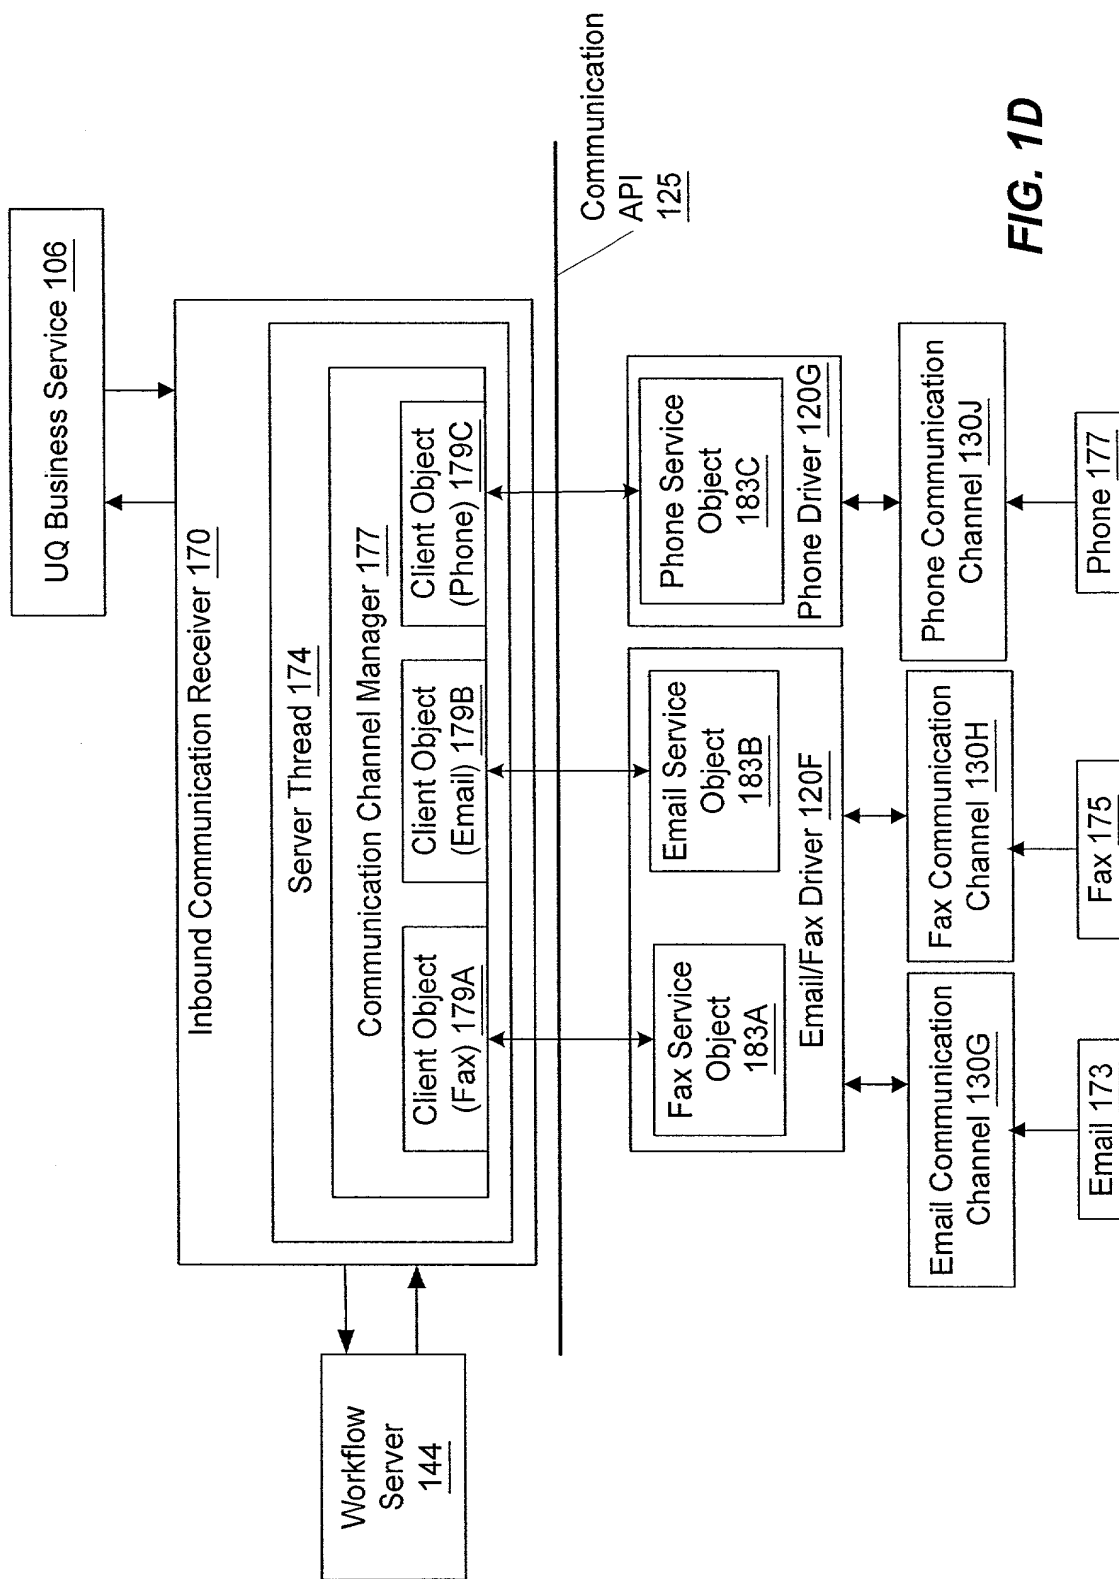 UQ Business Service 106
Inbound Communication Receiver 170
Server Thread 174
Communication Channel Manager 177
Client Object
(Fax) 179A
Client Object
(Email) 179B
Client Object
(Phone) 179C
Workflow
Server
144
Communication
API
125
Fax Service
Object
183A
Email Service
Object
183B
Email/Fax Driver 120F
Phone Service
Object
183C
Phone Driver 120G
Email Communication
Channel 130G
Fax Communication
Channel 130H
Phone Communication
Channel 130J
Email 173
Fax 175
Phone 177
FIG. 1D